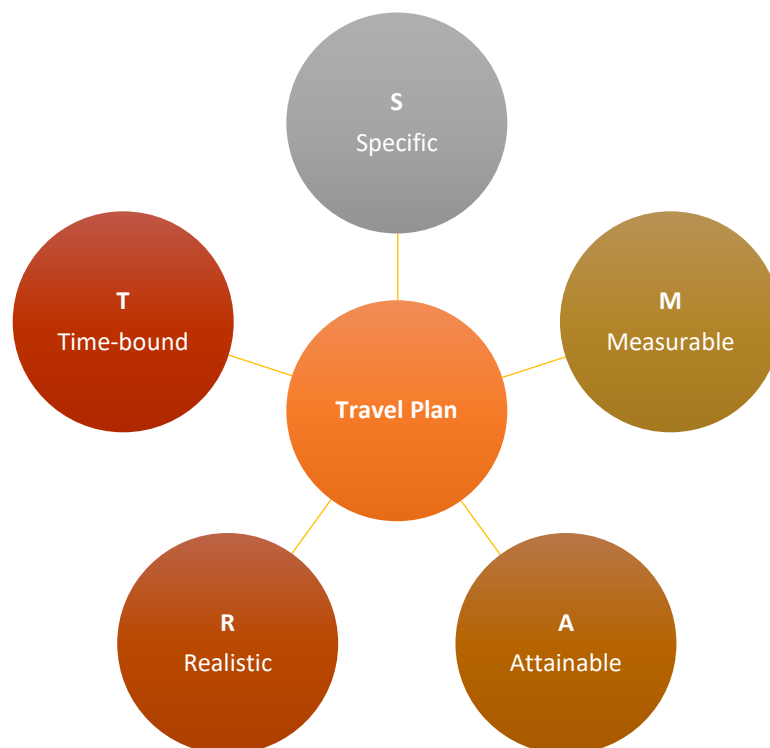 S
Specific
M
Measurable
A
Attainable
R
Realistic
T
Time-bound
Travel Plan